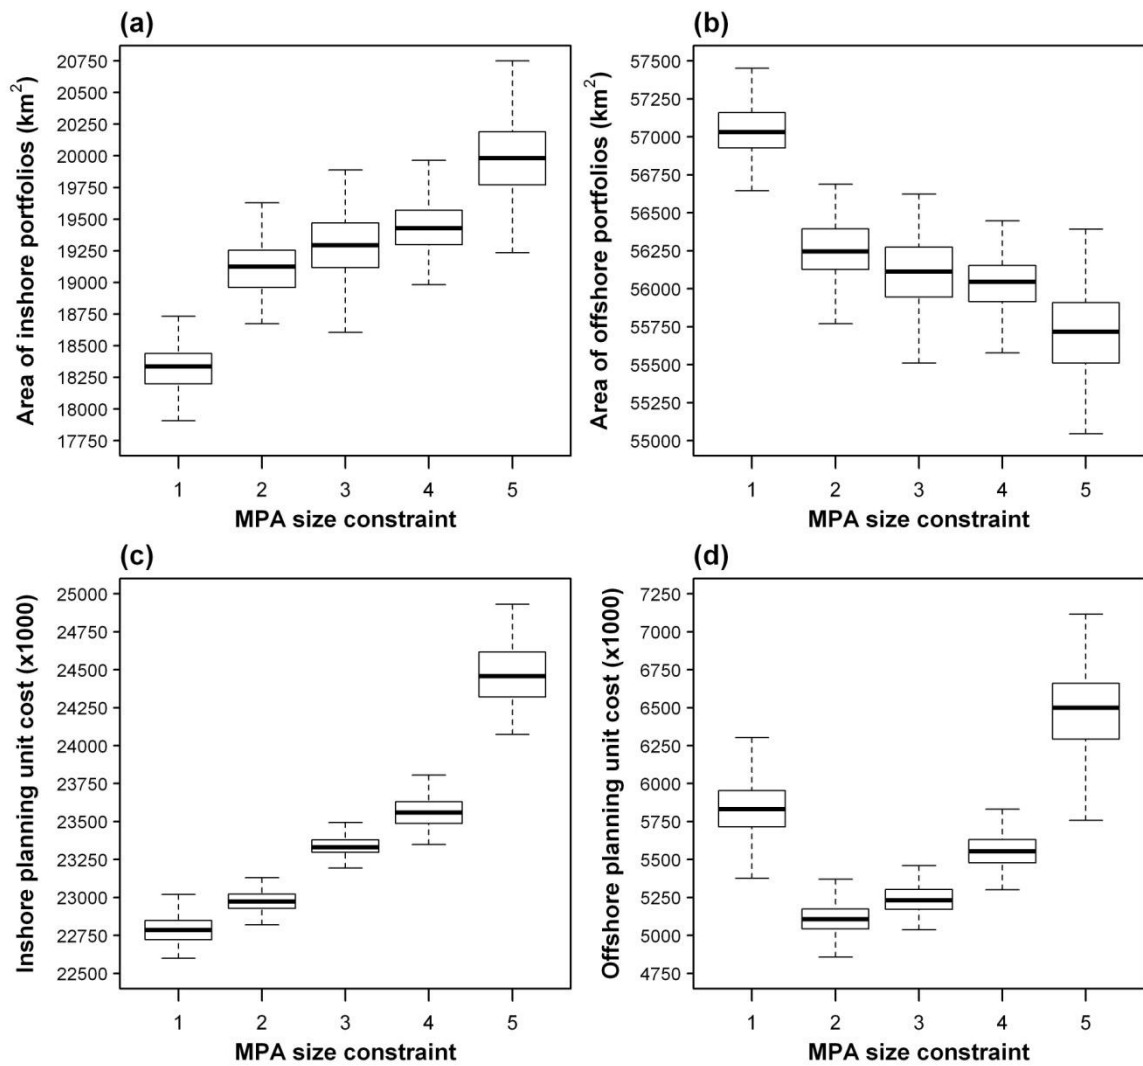 (a)
Area of inshore portfolios (km²)
20750
20500
20250
20000
19750
19500
19250
19000
18750
18500
18250
18000
17750
1 2 3 4 5
MPA size constraint
(b)
Area of offshore portfolios (km²)
57500
57250
57000
56750
56500
56250
56000
55750
55500
55250
55000
1 2 3 4 5
MPA size constraint
(c)
Inshore planning unit cost (x1000)
25000
24750
24500
24250
24000
23750
23500
23250
23000
22750
22500
1 2 3 4 5
MPA size constraint
(d)
Offshore planning unit cost (x1000)
7250
7000
6750
6500
6250
6000
5750
5500
5250
5000
4750
1 2 3 4 5
MPA size constraint